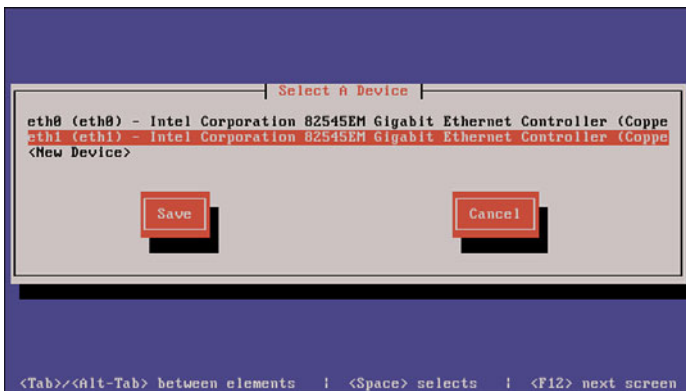 Select A Device
eth0 (eth0) - Intel Corporation 82545EM Gigabit Ethernet Controller (Coppe
eth1 (eth1) - Intel Corporation 82545EM Gigabit Ethernet Controller (Coppe
<New Device>
Save Cancel
<Tab>/<Alt-Tab> between elements | <Space> selects | <F12> next screen